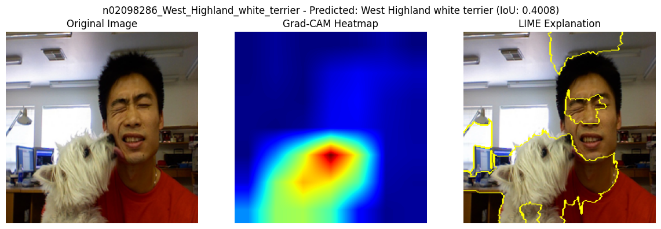 n02098286_West_Highland_white_terrier - Predicted: West Highland white terrier (IoU: 0.4008)
Original Image
Grad-CAM Heatmap
LIME Explanation